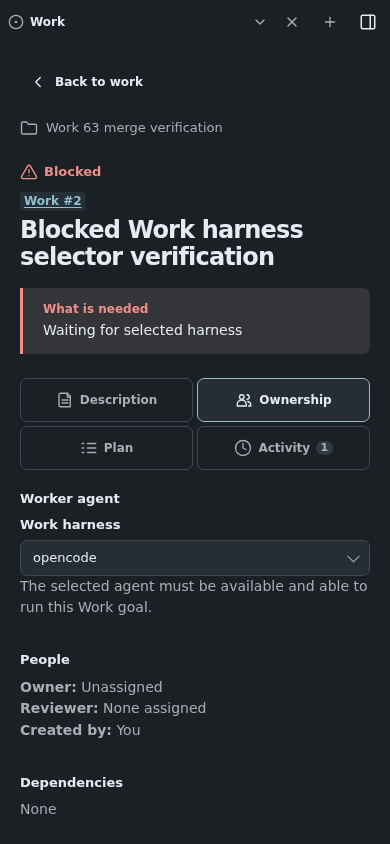 Work
Back to work
Work 63 merge verification
Blocked
Work #2
Blocked Work harness
selector verification
What is needed
Waiting for selected harness
Description
Ownership
Plan
Activity 1
Worker agent
Work harness
opencode
The selected agent must be available and able to
run this Work goal.
People
Owner: Unassigned
Reviewer: None assigned
Created by: You
Dependencies
None